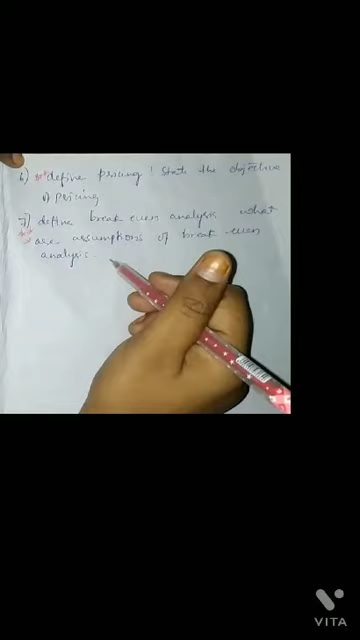 6) define pricing! State the objective
of pricing
7) define break even analysis what
are assumptions of break even
analysis.
VITA